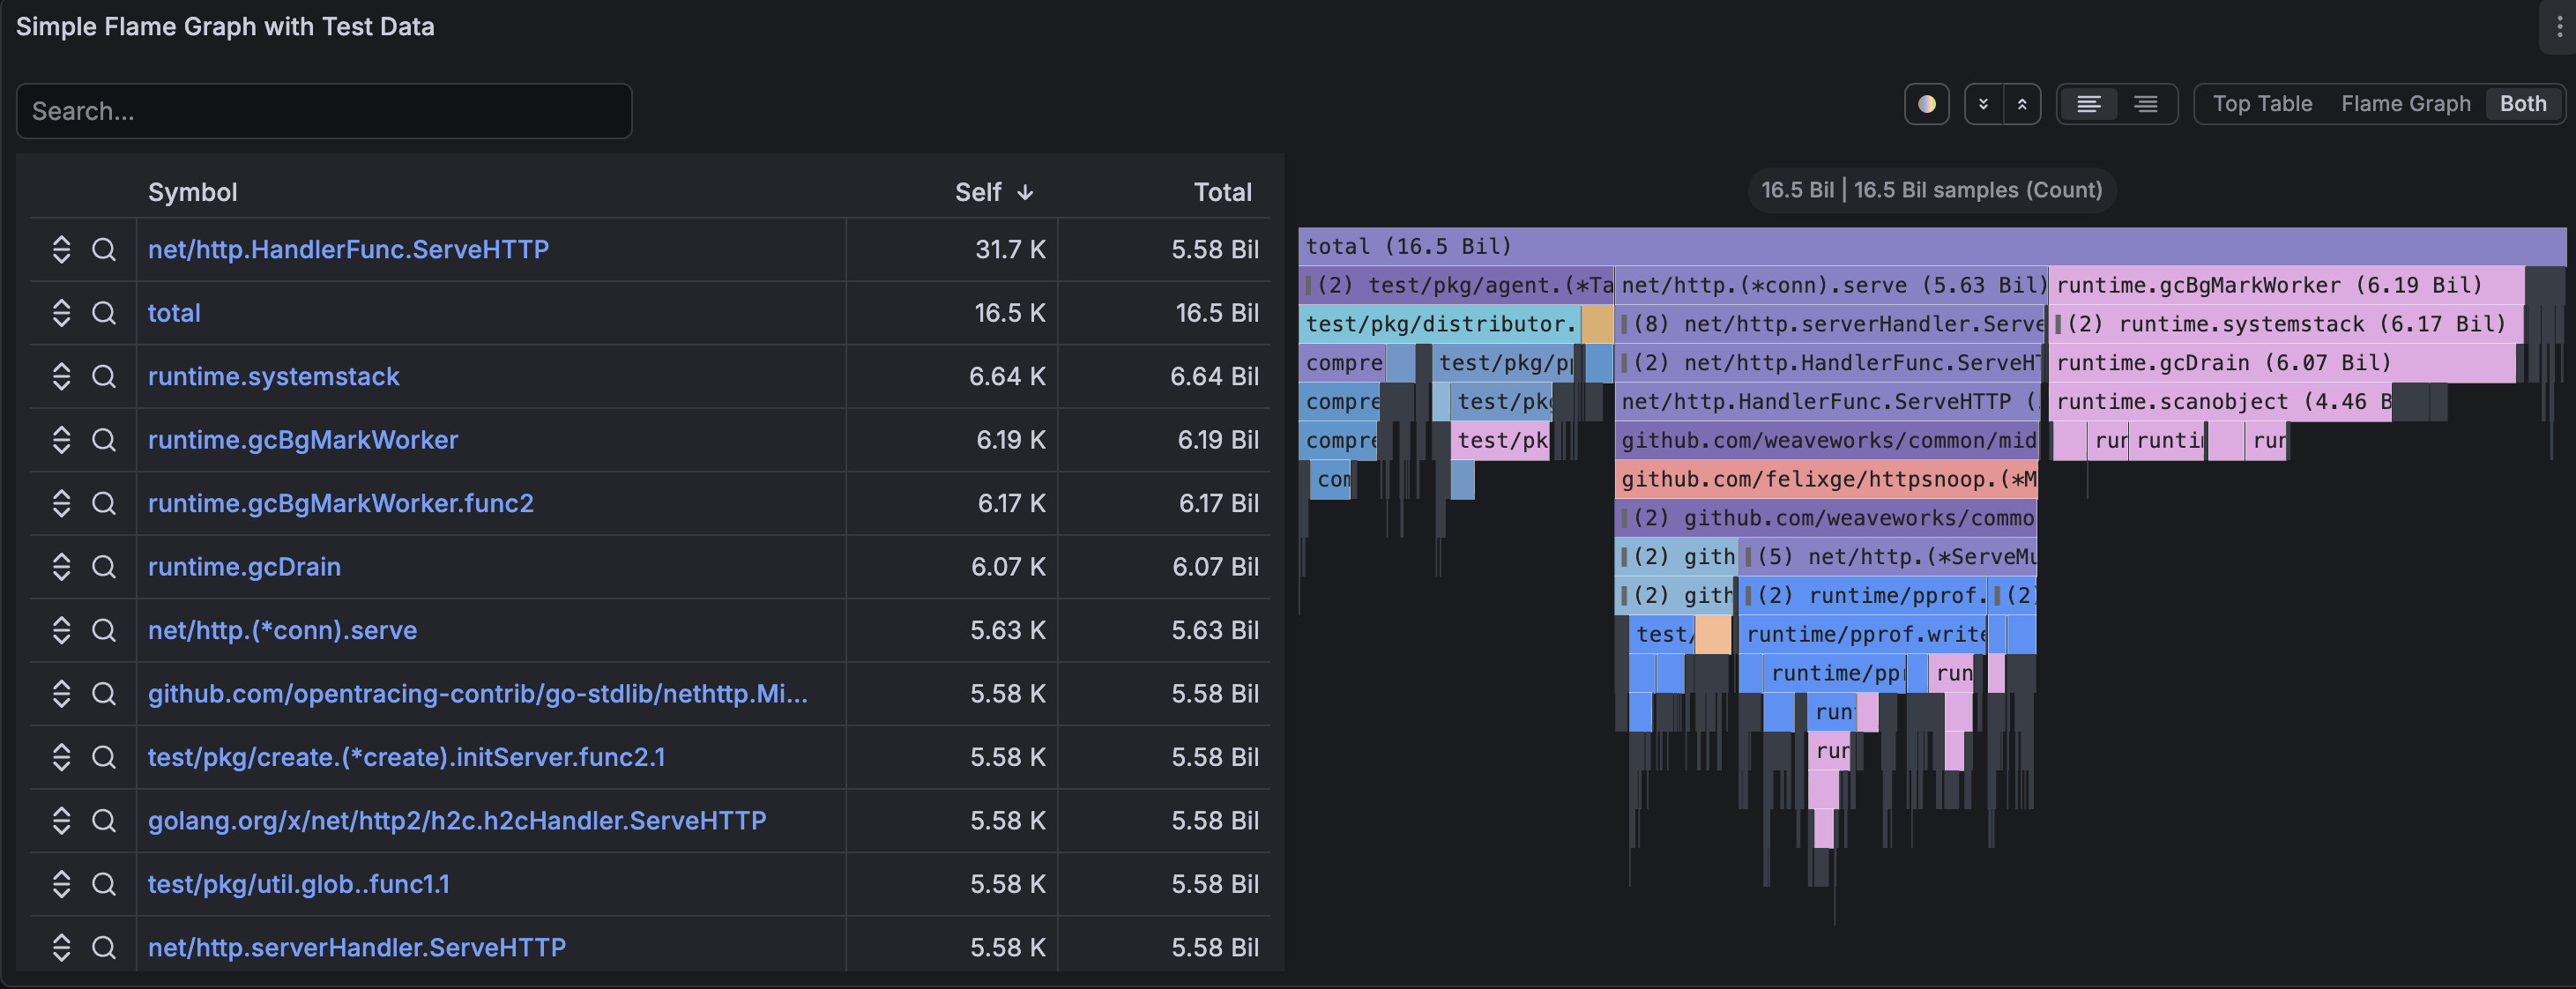 Simple Flame Graph with Test Data
Search...
Top Table Flame Graph Both
Symbol Self Total
net/http.HandlerFunc.ServeHTTP 31.7 K 5.58 Bil
total 16.5 K 16.5 Bil
runtime.systemstack 6.64 K 6.64 Bil
runtime.gcBgMarkWorker 6.19 K 6.19 Bil
runtime.gcBgMarkWorker.func2 6.17 K 6.17 Bil
runtime.gcDrain 6.07 K 6.07 Bil
net/http.(*conn).serve 5.63 K 5.63 Bil
github.com/opentracing-contrib/go-stdlib/nethttp.Mi... 5.58 K 5.58 Bil
test/pkg/create.(*create).initServer.func2.1 5.58 K 5.58 Bil
golang.org/x/net/http2/h2c.h2cHandler.ServeHTTP 5.58 K 5.58 Bil
test/pkg/util.glob..func1.1 5.58 K 5.58 Bil
net/http.serverHandler.ServeHTTP 5.58 K 5.58 Bil
16.5 Bil | 16.5 Bil samples (Count)
total (16.5 Bil)
(2) test/pkg/agent.(*Ta net/http.(*conn).serve (5.63 Bil) runtime.gcBgMarkWorker (6.19 Bil)
test/pkg/distributor. (8) net/http.serverHandler.Serve (2) runtime.systemstack (6.17 Bil)
compre test/pkg/p (2) net/http.HandlerFunc.ServeH runtime.gcDrain (6.07 Bil)
compre test/pk net/http.HandlerFunc.ServeHTTP ( runtime.scanobject (4.46 B
compre test/pk github.com/weaveworks/common/mid run runti run
com github.com/felixge/httpsnoop.(*M
(2) github.com/weaveworks/commo
(2) gith (5) net/http.(*ServeMu
(2) gith (2) runtime/pprof. (2)
test/ runtime/pprof.write
runtime/pp run
run
run